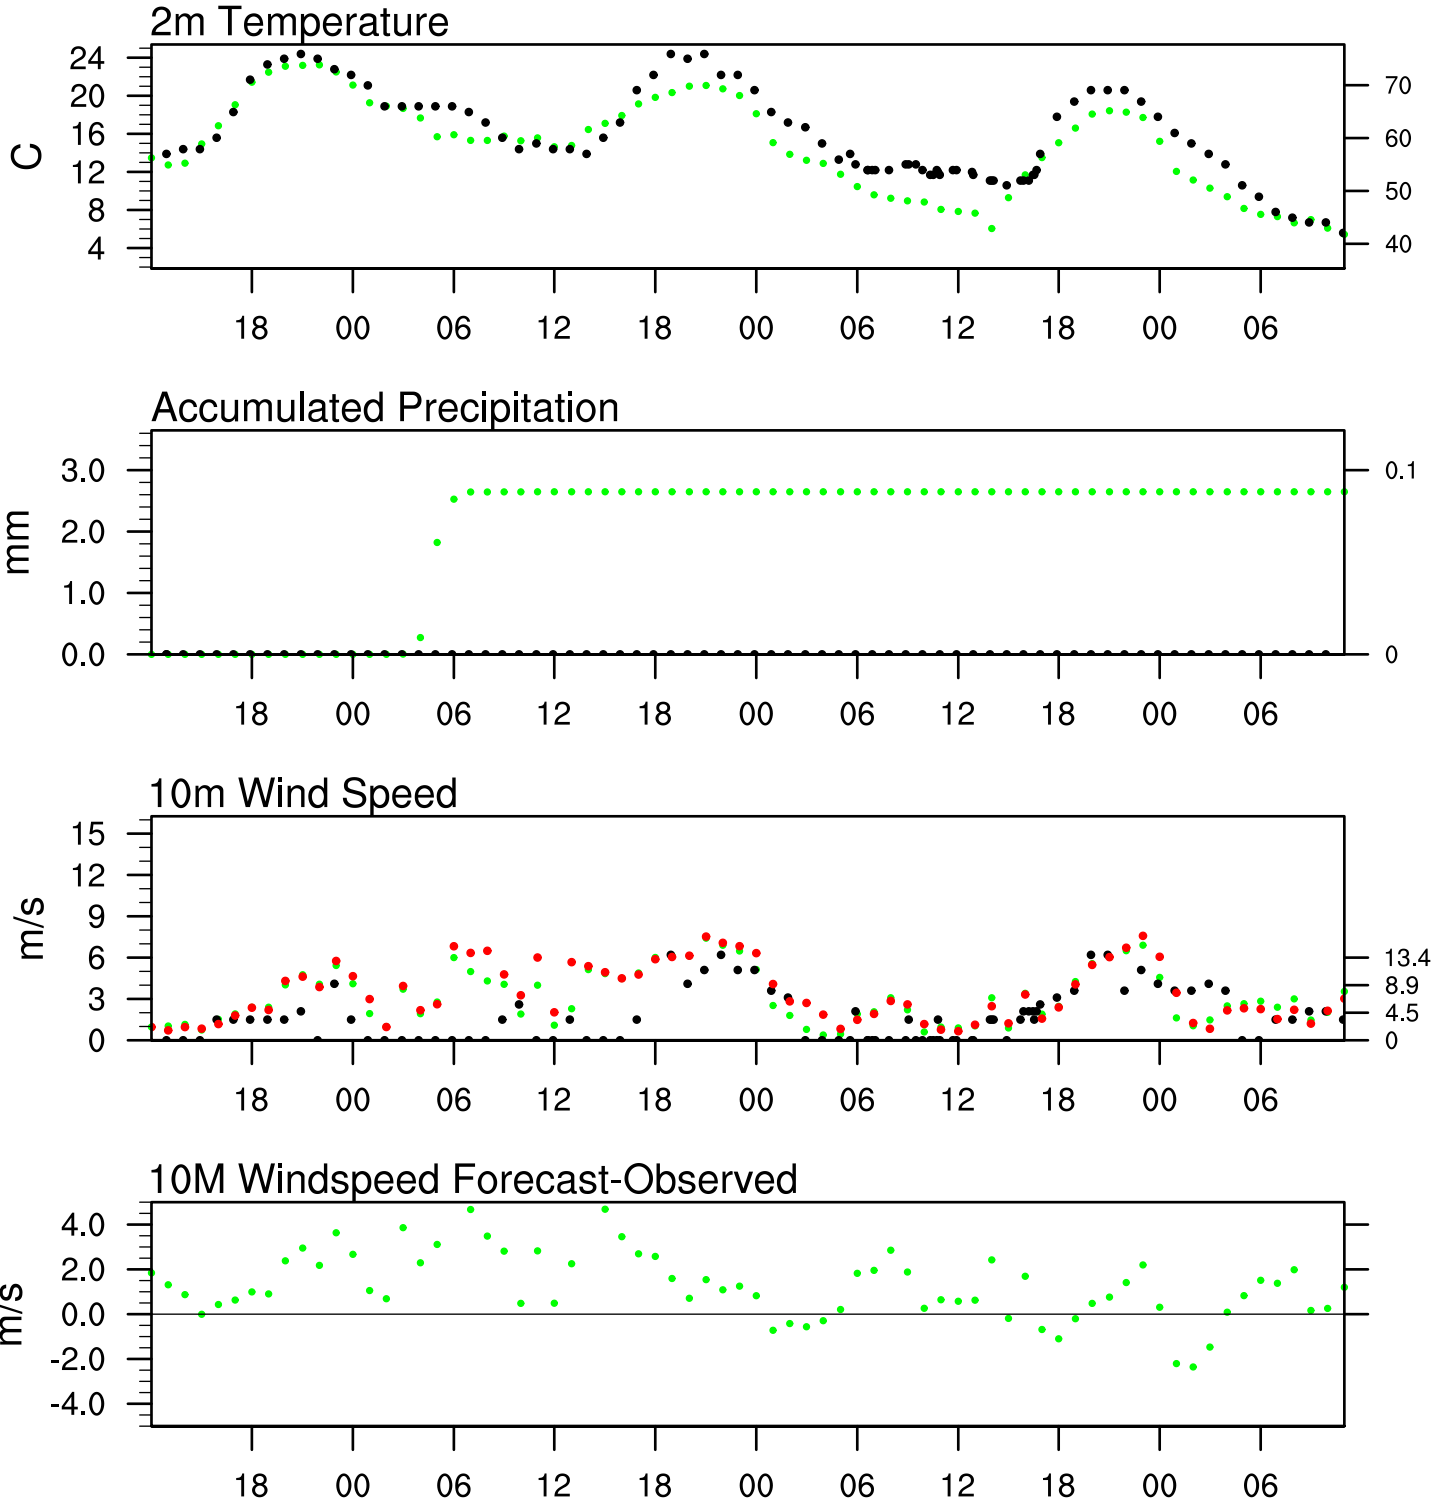 2m Temperature
24
20
16
12
8
4
C
70
60
50
40
18 00 06 12 18 00 06 12 18 00 06
Accumulated Precipitation
3.0
2.0
1.0
0.0
mm
0.1
0
18 00 06 12 18 00 06 12 18 00 06
10m Wind Speed
15
12
9
6
3
0
m/s
13.4
8.9
4.5
0
18 00 06 12 18 00 06 12 18 00 06
10M Windspeed Forecast-Observed
4.0
2.0
0.0
-2.0
-4.0
m/s
18 00 06 12 18 00 06 12 18 00 06